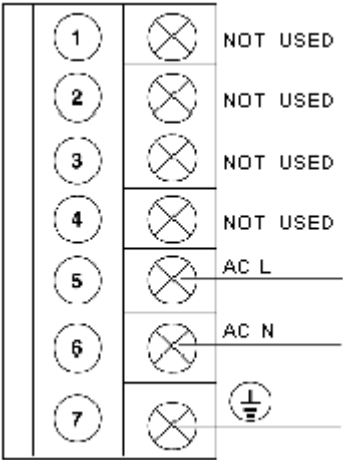 1 NOT USED
2 NOT USED
3 NOT USED
4 NOT USED
5 AC L
6 AC N
7